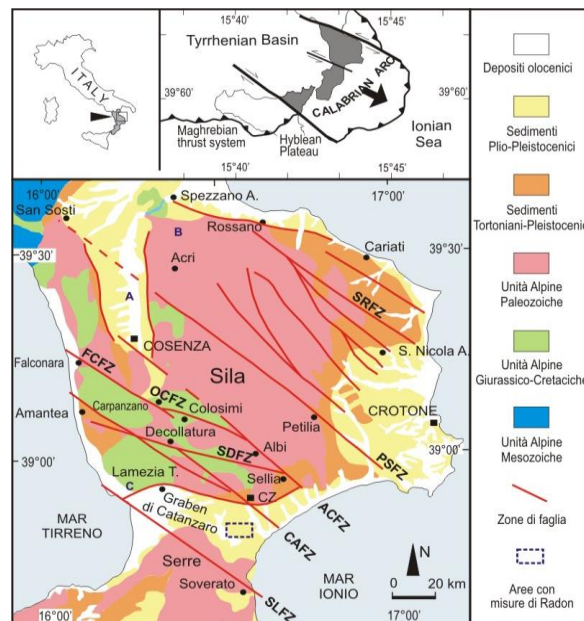 15°40'
15°45'
ITALY
Tyrrhenian Basin
39°60'
CALABRIAN ARC
39°60'
Maghrebian
thrust system
Hyblean
Plateau
Ionian
Sea
15°40'
15°45'
16°00'
17°00'
San Sosti
Spezzano A.
B
Rossano
Cariati
39°30'
39°30'
Acri
SRFZ
A
COSENZA
S. Nicola A.
Falconara
FCFZ
Sila
CROTONE
Amantea
Carpanzano
OCFZ
Colosimi
Petilia
Decollatura
Albi
PSFZ
39°00'
39°00'
SDFZ
Lamezia T.
Sellia
C
CZ
Graben
di Catanzaro
ACFZ
CAFZ
MAR
TIRRENO
Serre
Soverato
SLFZ
MAR
IONIO
N
20 km
16°00'
17°00'
Depositi olocenici
Sedimenti
Plio-Pleistocenici
Sedimenti
Tortoniani-Pleistocenici
Unità Alpine
Paleozoiche
Unità Alpine
Giurassico-Cretaciche
Unità Alpine
Mesozoiche
Zone di faglia
Aree con
misure di Radon